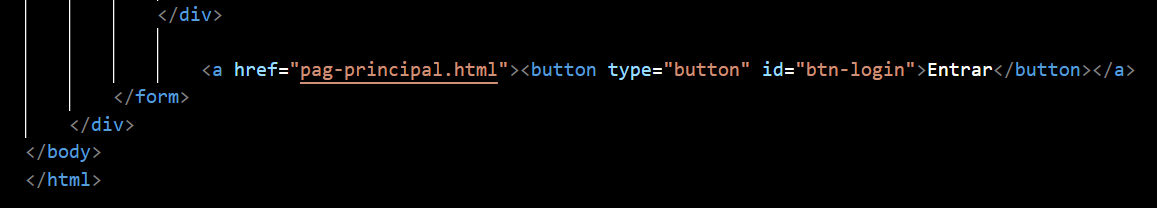 </div>
<a href="pag-principal.html"><button type="button" id="btn-login">Entrar</button></a>
</form>
</div>
</body>
</html>